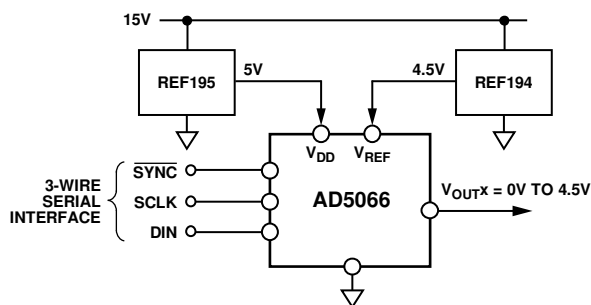 15V
REF195
5V
4.5V
REF194
VDD
VREF
3-WIRE
SERIAL
INTERFACE
SYNC
SCLK
DIN
AD5066
VOUTx = 0V TO 4.5V